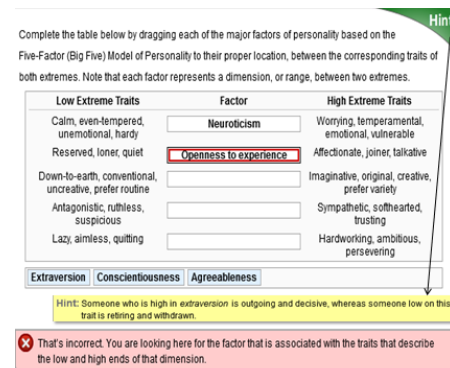 Hint
Complete the table below by dragging each of the major factors of personality based on the
Five-Factor (Big Five) Model of Personality to their proper location, between the corresponding traits of
both extremes. Note that each factor represents a dimension, or range, between two extremes.
Low Extreme Traits Factor High Extreme Traits
Calm, even-tempered, unemotional, hardy
Neuroticism
Worrying, temperamental, emotional, vulnerable
Reserved, loner, quiet
Openness to experience
Affectionate, joiner, talkative
Down-to-earth, conventional, uncreative, prefer routine
Imaginative, original, creative, prefer variety
Antagonistic, ruthless, suspicious
Sympathetic, softhearted, trusting
Lazy, aimless, quitting
Hardworking, ambitious, persevering
Extraversion Conscientiousness Agreeableness
Hint: Someone who is high in extraversion is outgoing and decisive, whereas someone low on this
trait is retiring and withdrawn.
That's incorrect. You are looking here for the factor that is associated with the traits that describe
the low and high ends of that dimension.